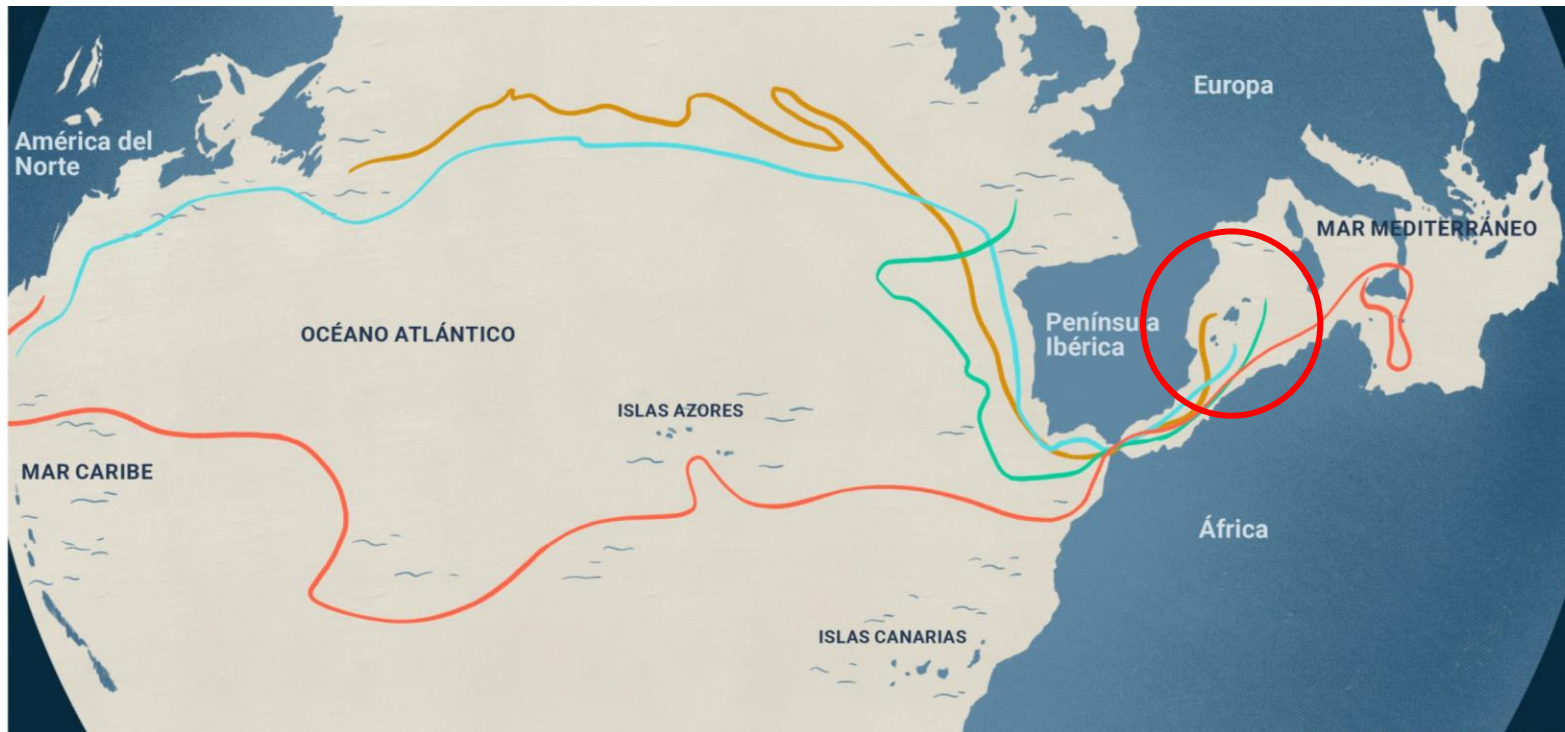 Europa
América del
Norte
MAR MEDITERRÁNEO
OCÉANO ATLÁNTICO
Península
Ibérica
ISLAS AZORES
MAR CARIBE
África
ISLAS CANARIAS